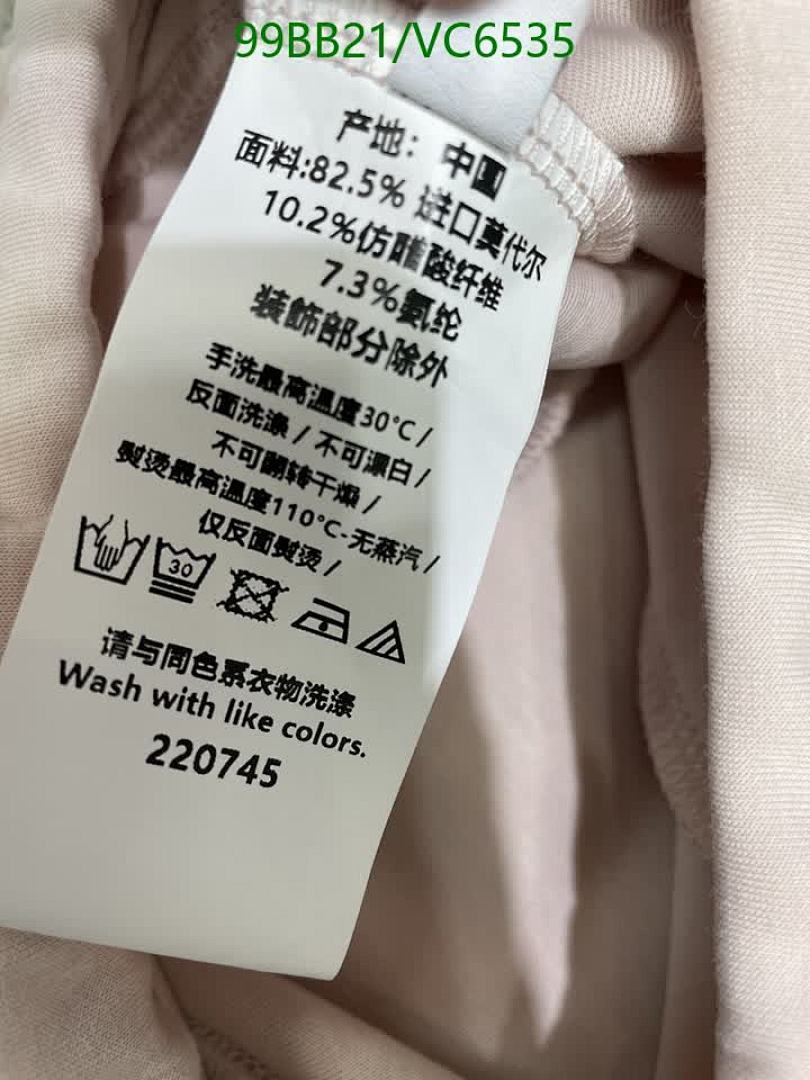 99BB21/VC6535
产地：中国
面料:82.5% 进口莫代尔
10.2%仿醋酸纤维
7.3%氨纶
装飾部分除外
手洗最高温度30°C/
反面洗涤/不可漂白/
不可翻转干燥/
熨烫最高温度110°C-无蒸汽/
仅反面熨烫/
30
请与同色系衣物洗涤
Wash with like colors.
220745